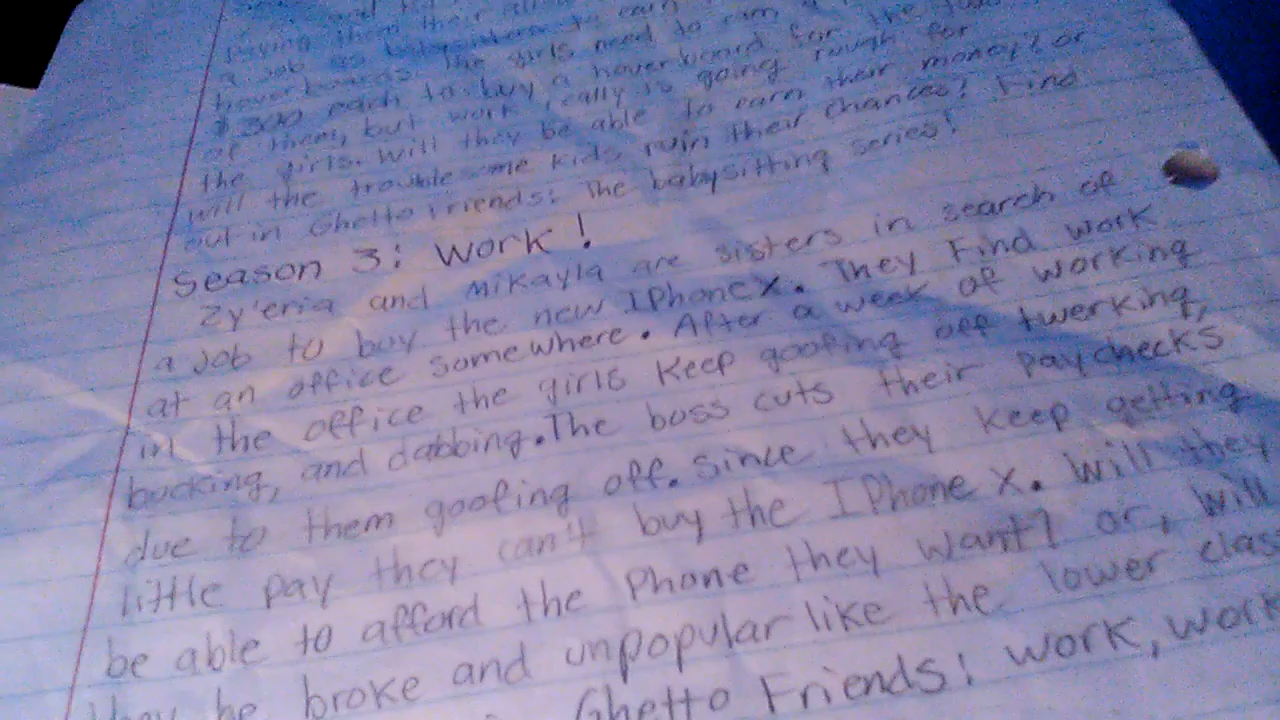 paying them their all
a job as babysitters to earn
hoverboards. The girls need to earn a
$300 each to buy a hoverboard for the
of them, but work really is going rough for
the girls. Will they be able to earn their money? or
will the trouble some kids ruin their chances? Find
out in Ghetto Friends: The babysitting series!
Season 3: Work!
Zy'eria and Mikayla are sisters in search of
a job to buy the new IPhone X. They Find work
at an office somewhere. After a week of working
in the office the girls keep goofing off twerking,
bucking, and dabbing. The boss cuts their paychecks
due to them goofing off. since they keep getting
little pay they can't buy the IPhone X. Will they
be able to afford the Phone they want? or, will
they be broke and unpopular like the lower class
Ghetto Friends! Work, Work